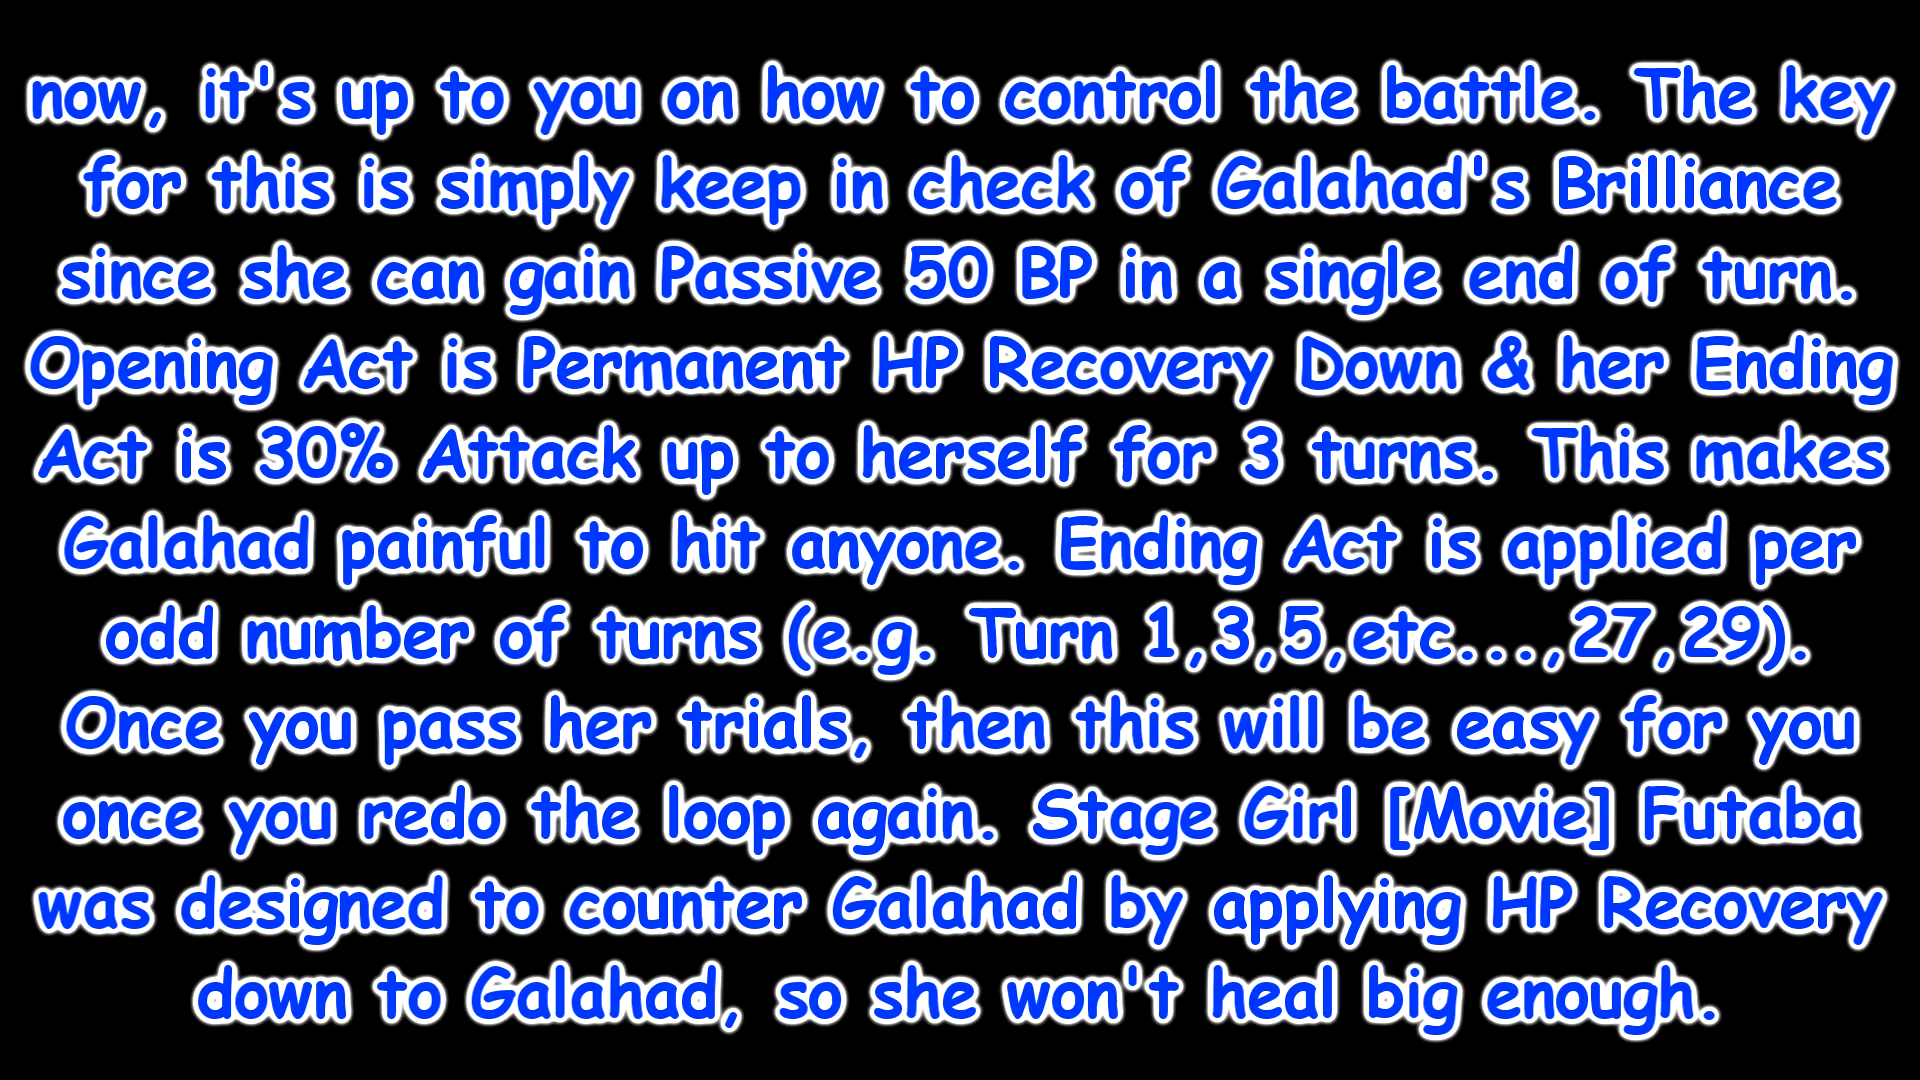 now, it's up to you on how to control the battle. The key
for this is simply keep in check of Galahad's Brilliance
since she can gain Passive 50 BP in a single end of turn.
Opening Act is Permanent HP Recovery Down & her Ending
Act is 30% Attack up to herself for 3 turns. This makes
Galahad painful to hit anyone. Ending Act is applied per
odd number of turns (e.g. Turn 1,3,5,etc...,27,29).
Once you pass her trials, then this will be easy for you
once you redo the loop again. Stage Girl [Movie] Futaba
was designed to counter Galahad by applying HP Recovery
down to Galahad, so she won't heal big enough.